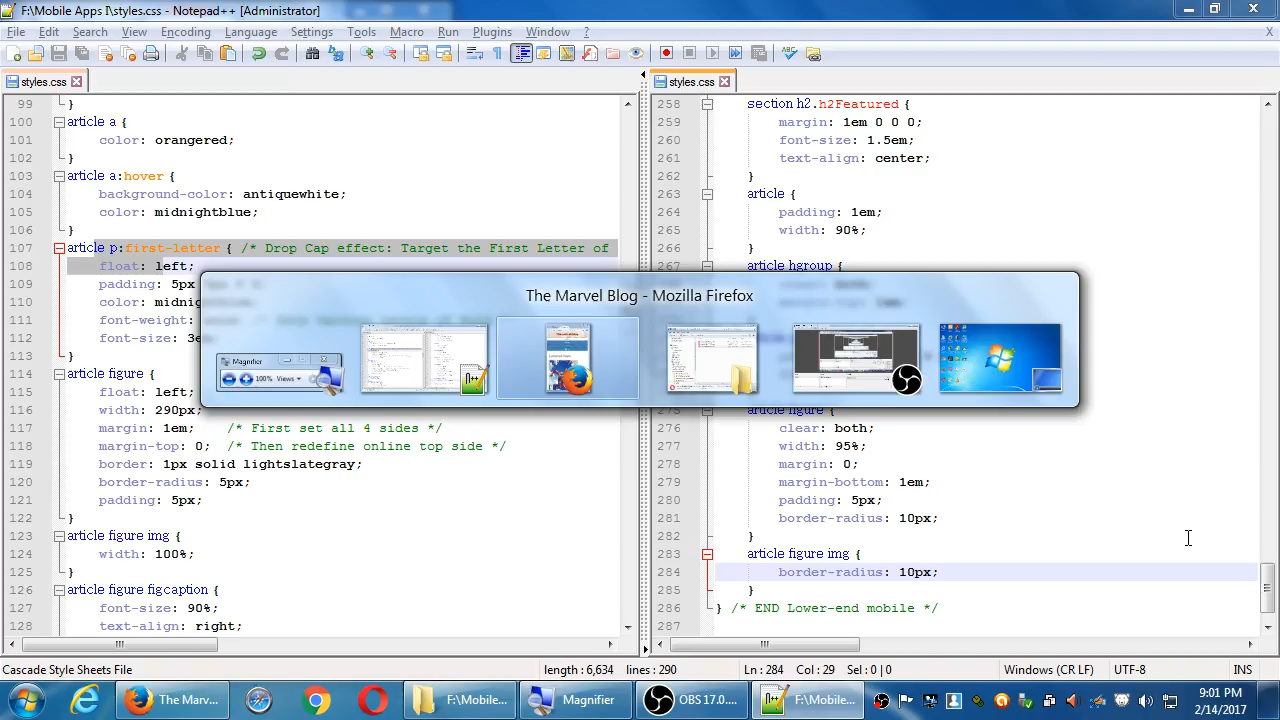 F:\Mobile Apps I\styles.css - Notepad++ [Administrator]
File Edit Search View Encoding Language Settings Tools Macro Run Plugins Window ? X
styles.css
99 }
100 article a {
101 color: orangered;
102 }
103 article a:hover {
104 background-color: antiquewhite;
105 color: midnightblue;
106 }
107 article p:first-letter { /* Drop Cap effect: Target the First Letter of
108 float: left;
109 padding: 5px
110 color:
111 font-weight:
112 font-size:
113 }
114 article figure {
115 float: left;
116 width: 290px;
117 margin: 1em; /* First set all 4 sides */
118 margin-top: 0; /* Then redefine online top side */
119 border: 1px solid lightslategray;
120 border-radius: 5px;
121 padding: 5px;
122 }
123 article figure img {
124 width: 100%;
125 }
126 article figure figcaption {
127 font-size: 90%;
128 text-align: right;
styles.css
258 section h2.h2Featured {
259 margin: 1em 0 0 0;
260 font-size: 1.5em;
261 text-align: center;
262 }
263 article {
264 padding: 1em;
265 width: 90%;
266 }
267 article hgroup {
275 article figure {
276 clear: both;
277 width: 95%;
278 margin: 0;
279 margin-bottom: 1em;
280 padding: 5px;
281 border-radius: 10px;
282 }
283 article figure img {
284 border-radius: 10px;
285 }
286 } /* END Lower-end mobile */
287
The Marvel Blog - Mozilla Firefox
Magnifier
100% Views
Cascade Style Sheets File length : 6,634 lines : 290 Ln : 284 Col : 29 Sel : 0 | 0 Windows (CR LF) UTF-8 INS
The Marv... F:\Mobile... Magnifier OBS 17.0.... F:\Mobile...
9:01 PM
2/14/2017